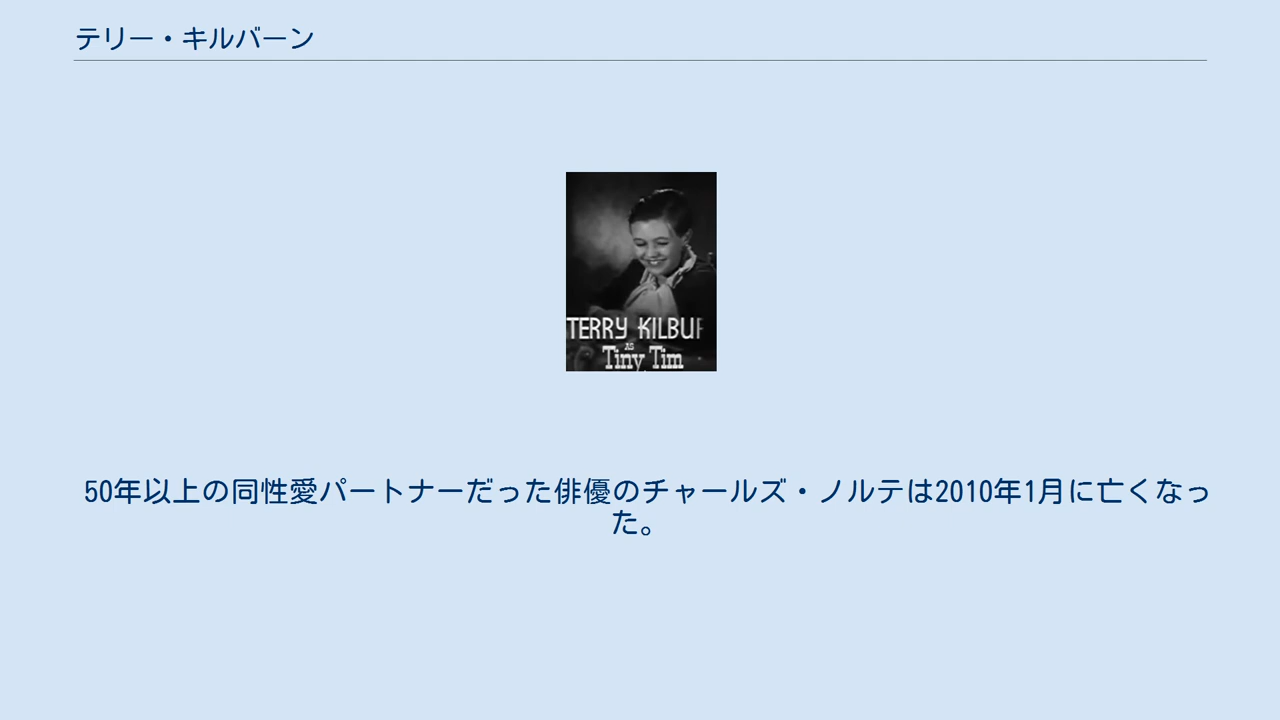 テリー・キルバーン
TERRY KILBUR
AS
Tiny Tim
50年以上の同性愛パートナーだった俳優のチャールズ・ノルテは2010年1月に亡くなっ
た。